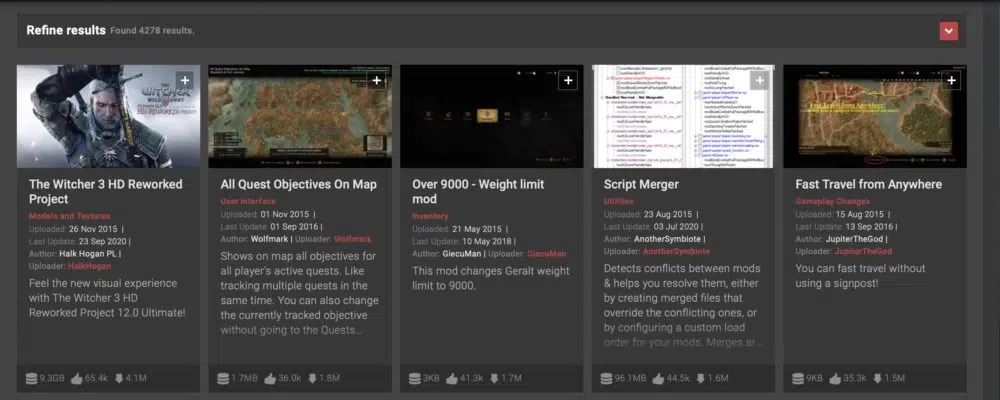 Refine results Found 4278 results.
The Witcher 3 HD Reworked
Project
Models and Textures
Uploaded: 26 Nov 2015 |
Last Update: 23 Sep 2020 |
Author: Halk Hogan PL |
Uploader: HalkHogan
Feel the new visual experience
with The Witcher 3 HD
Reworked Project 12.0 Ultimate!
9.3GB 65.4k 4.1M
All Quest Objectives On Map
User Interface
Uploaded: 01 Nov 2015 |
Last Update: 01 Sep 2016 |
Author: Wolfmark | Uploader: Wolfmark
Shows on map all objectives for
all player's active quests. Like
tracking multiple quests in the
same time. You can also change
the currently tracked objective
without going to the Quests...
1.7MB 36.0k 1.8M
Over 9000 - Weight limit
mod
Inventory
Uploaded: 21 May 2015 |
Last Update: 10 May 2018 |
Author: GiecuMan | Uploader: GiecuMan
This mod changes Geralt weight
limit to 9000.
3KB 41.3k 1.7M
Script Merger
Utilities
Uploaded: 23 Aug 2015 |
Last Update: 03 Jul 2020 |
Author: AnotherSymbiote |
Uploader: AnotherSymbiote
Detects conflicts between mods
& helps you resolve them, either
by creating merged files that
override the conflicting ones, or
by configuring a custom load
order for your mods. Merges ar...
96.1MB 44.5k 1.6M
Fast Travel from Anywhere!
Fast Travel from Anywhere
Gameplay Changes
Uploaded: 15 Aug 2015 |
Last Update: 13 Sep 2016 |
Author: JupiterTheGod |
Uploader: JupiterTheGod
You can fast travel without
using a signpost!
9KB 35.3k 1.5M